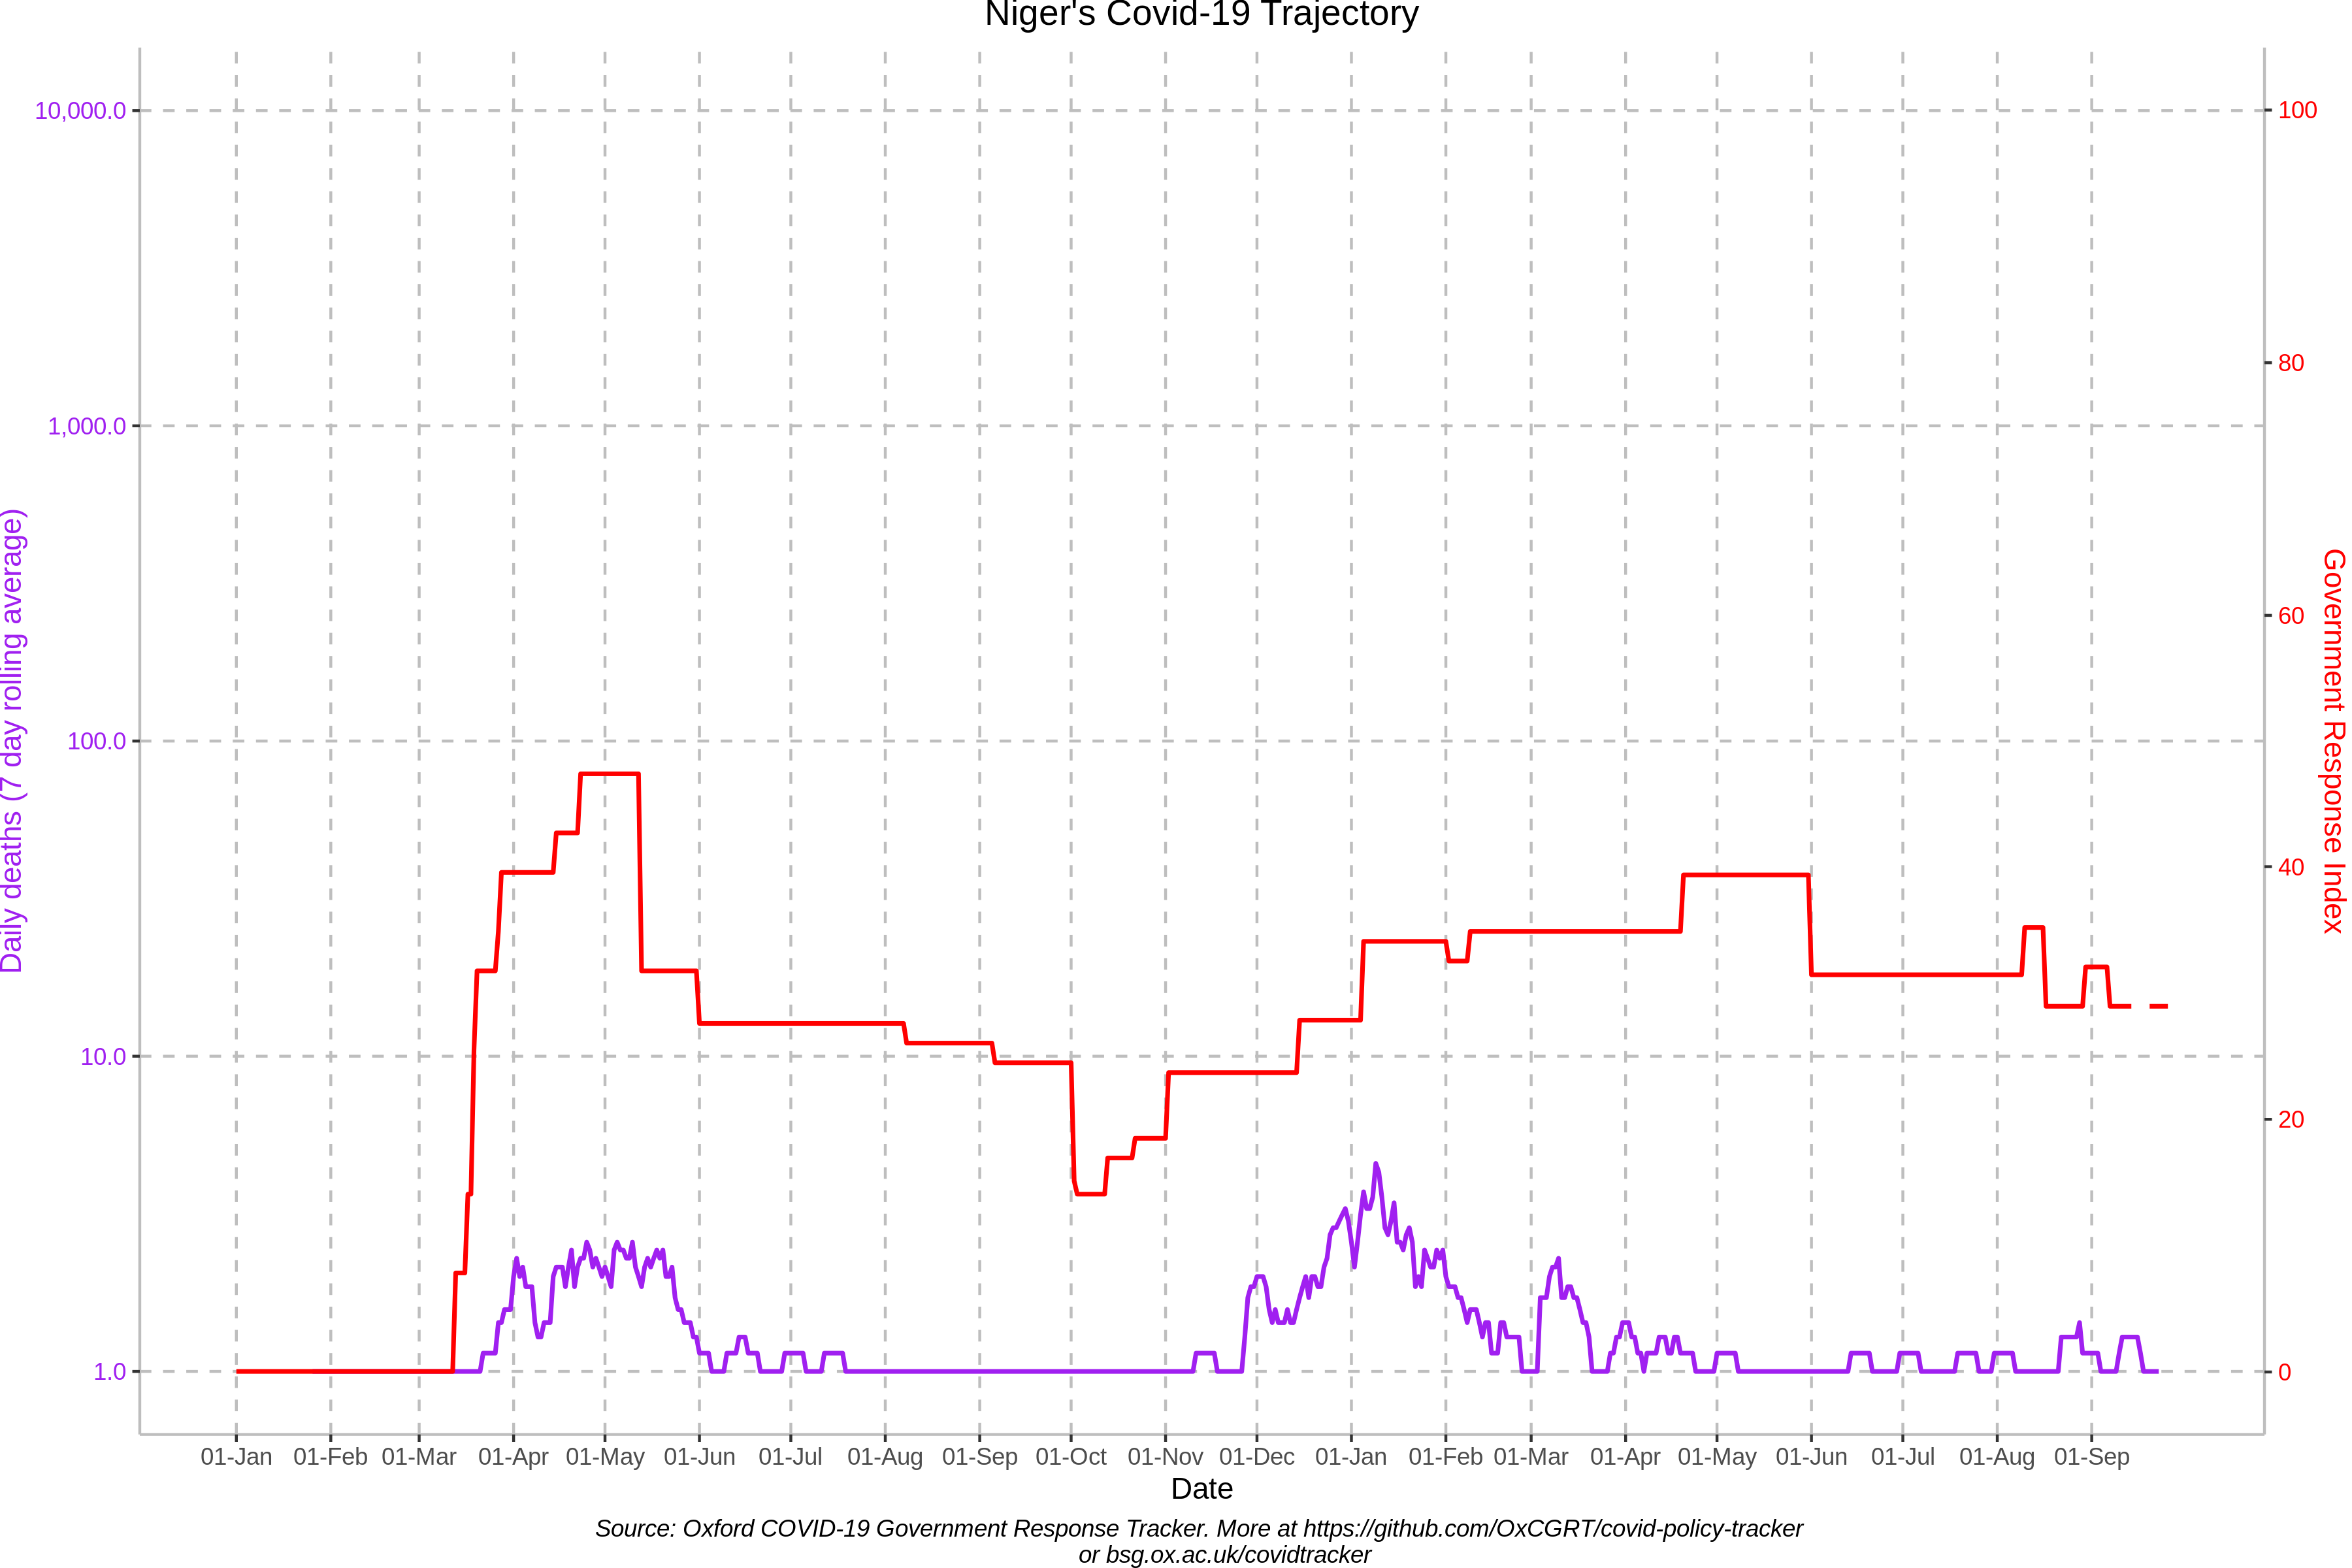 Niger's Covid-19 Trajectory
Daily deaths (7 day rolling average)
10,000.0
1,000.0
100.0
10.0
1.0
100
80
60
40
20
0
Government Response Index
01-Jan 01-Feb 01-Mar 01-Apr 01-May 01-Jun 01-Jul 01-Aug 01-Sep 01-Oct 01-Nov 01-Dec 01-Jan 01-Feb 01-Mar 01-Apr 01-May 01-Jun 01-Jul 01-Aug 01-Sep
Date
Source: Oxford COVID-19 Government Response Tracker. More at https://github.com/OxCGRT/covid-policy-tracker
or bsg.ox.ac.uk/covidtracker